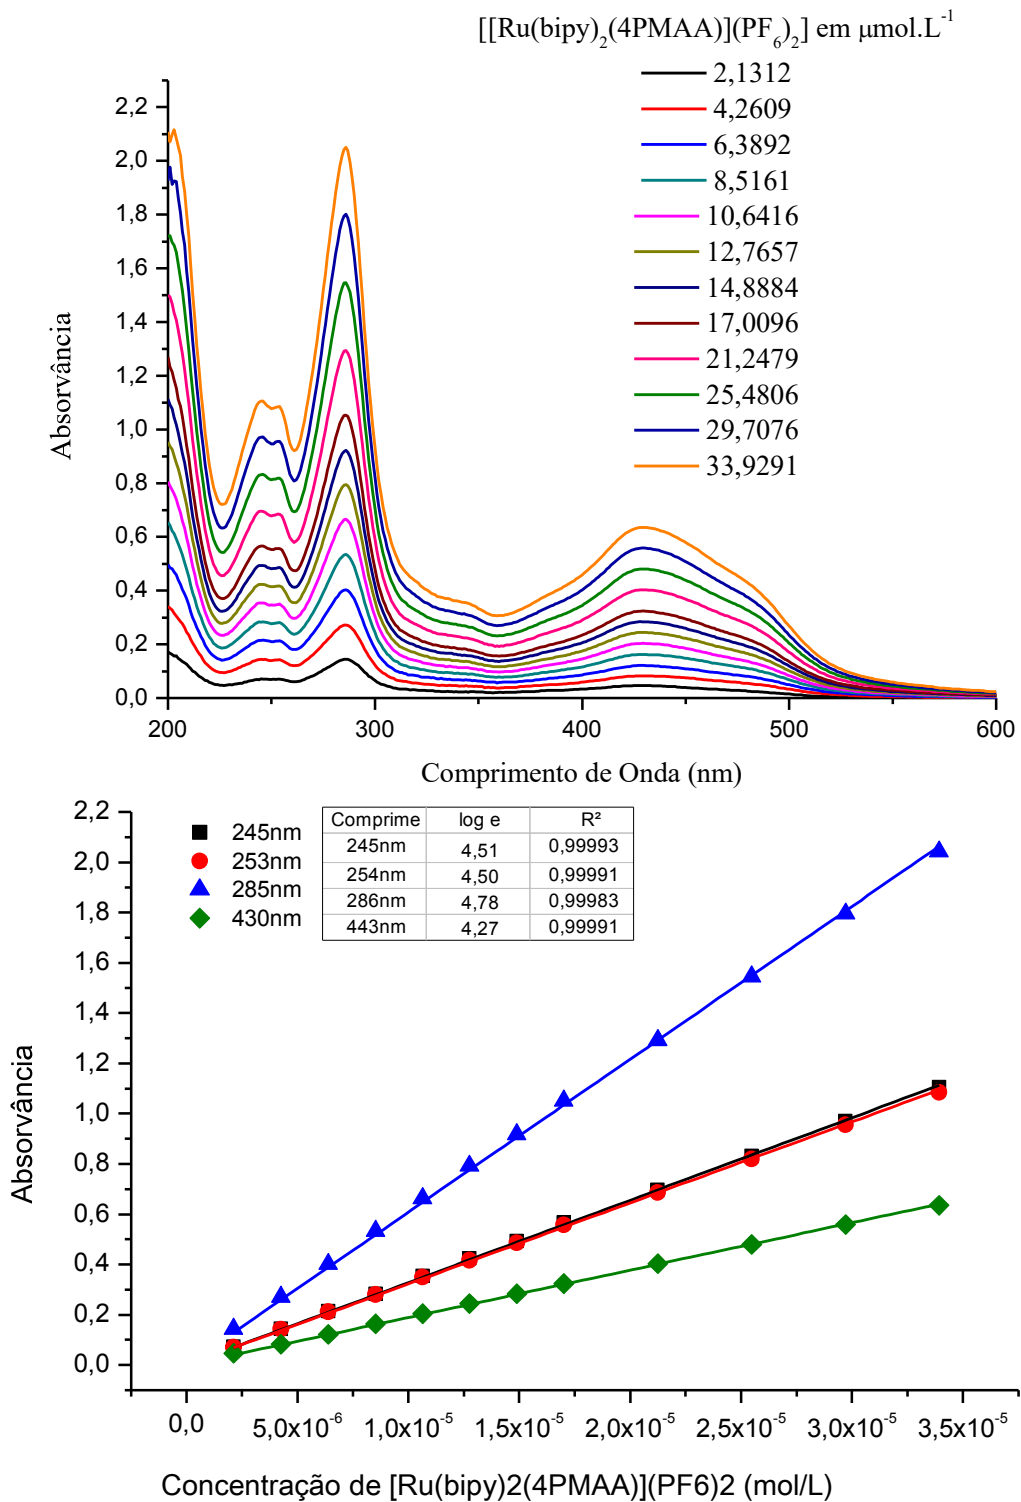 [[Ru(bipy)₂(4PMAA)](PF₆)₂] em μmol.L⁻¹
2,1312
4,2609
6,3892
8,5161
10,6416
12,7657
14,8884
17,0096
21,2479
25,4806
29,7076
33,9291
2,2
2,0
1,8
1,6
1,4
1,2
1,0
0,8
0,6
0,4
0,2
0,0
Absorvância
200 300 400 500 600
Comprimento de Onda (nm)
245nm
253nm
285nm
430nm
Comprime log e R²
245nm 4,51 0,99993
254nm 4,50 0,99991
286nm 4,78 0,99983
443nm 4,27 0,99991
2,2
2,0
1,8
1,6
1,4
1,2
1,0
0,8
0,6
0,4
0,2
0,0
Absorvância
0,0 5,0x10⁻⁶ 1,0x10⁻⁵ 1,5x10⁻⁵ 2,0x10⁻⁵ 2,5x10⁻⁵ 3,0x10⁻⁵ 3,5x10⁻⁵
Concentração de [Ru(bipy)2(4PMAA)](PF6)2 (mol/L)